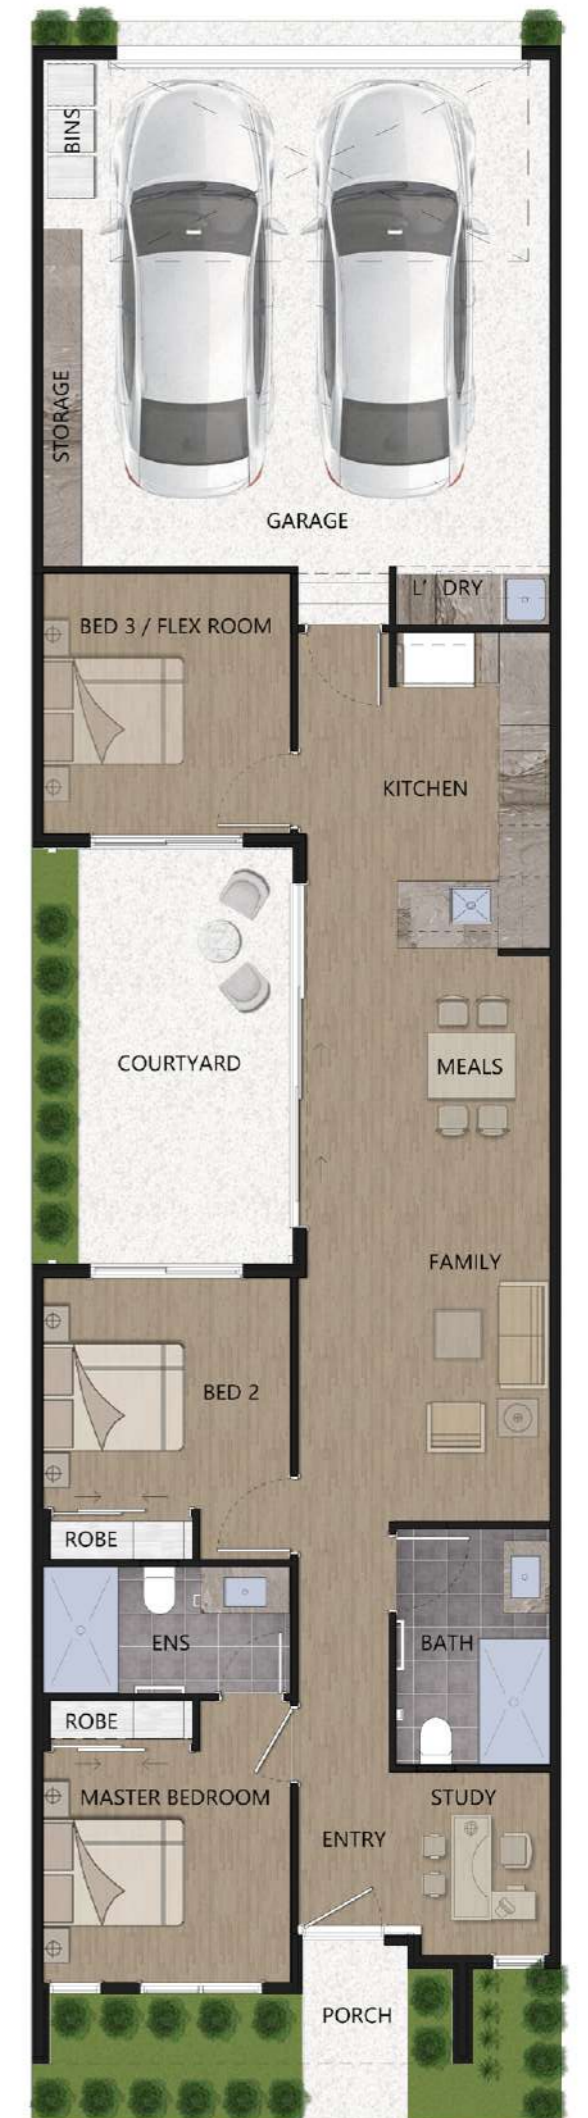 BINS
STORAGE
GARAGE
L'DRY
BED 3 / FLEX ROOM
KITCHEN
COURTYARD
MEALS
FAMILY
BED 2
ROBE
ENS
BATH
ROBE
MASTER BEDROOM
STUDY
ENTRY
PORCH